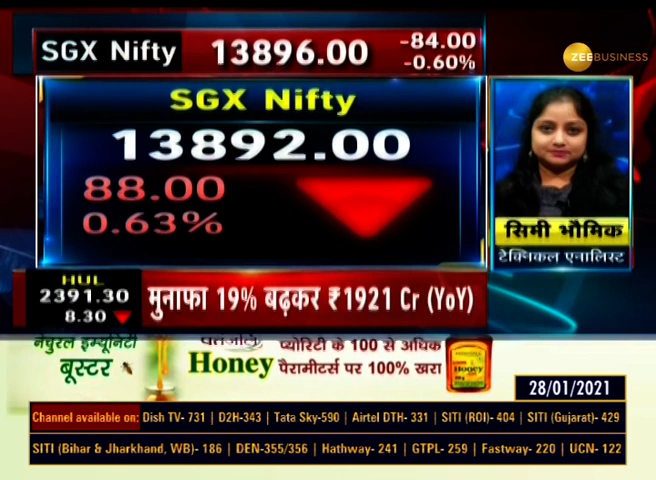 SGX Nifty 13896.00 -84.00 -0.60%
ZEEBUSINESS
SGX Nifty
13892.00
88.00
0.63%
सिमी भौमिक
टेक्निकल एनालिस्ट
HUL
2391.30
8.30
मुनाफा 19% बढ़कर ₹1921 Cr (YoY)
नेचुरल इम्यूनिटी
बूस्टर
पतंजलि
Honey
प्योरिटी के 100 से अधिक
पैरामीटर्स पर 100% खरा
Honey
28/01/2021
Channel available on: Dish TV- 731 | D2H-343 | Tata Sky-590 | Airtel DTH- 331 | SITI (ROI)- 404 | SITI (Gujarat)- 429
SITI (Bihar & Jharkhand, WB)- 186 | DEN-355/356 | Hathway- 241 | GTPL- 259 | Fastway- 220 | UCN- 122